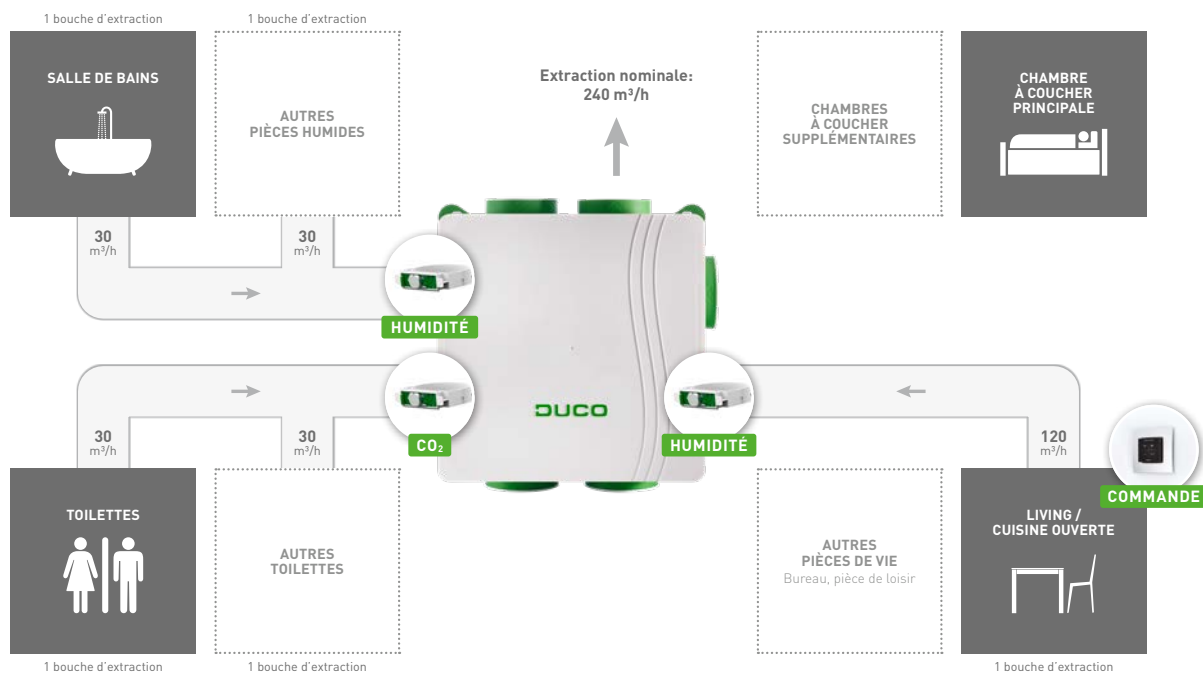 1 bouche d'extraction
1 bouche d'extraction
SALLE DE BAINS
AUTRES
PIÈCES HUMIDES
Extraction nominale:
240 m³/h
CHAMBRES
À COUCHER
SUPPLÉMENTAIRES
CHAMBRE
À COUCHER
PRINCIPALE
30
m³/h
30
m³/h
HUMIDITÉ
DUCO
CO₂
HUMIDITÉ
30
m³/h
30
m³/h
120
m³/h
COMMANDE
TOILETTES
AUTRES
TOILETTES
AUTRES
PIÈCES DE VIE
Bureau, pièce de loisir
LIVING /
CUISINE OUVERTE
1 bouche d'extraction
1 bouche d'extraction
1 bouche d'extraction